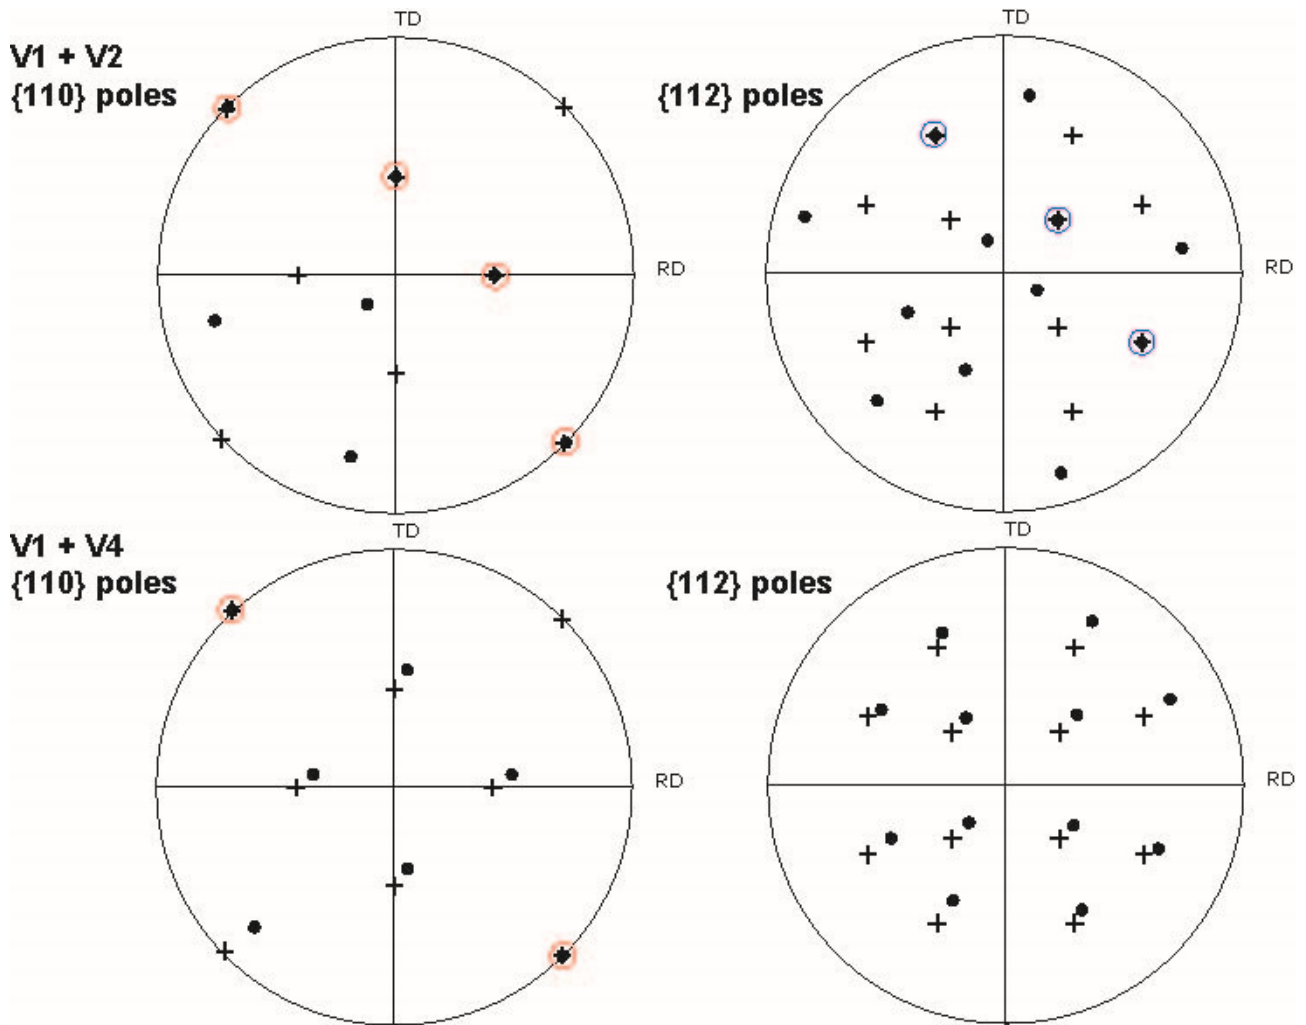 TD
TD
V1 + V2
{110} poles
{112} poles
RD
RD
TD
TD
V1 + V4
{110} poles
{112} poles
RD
RD